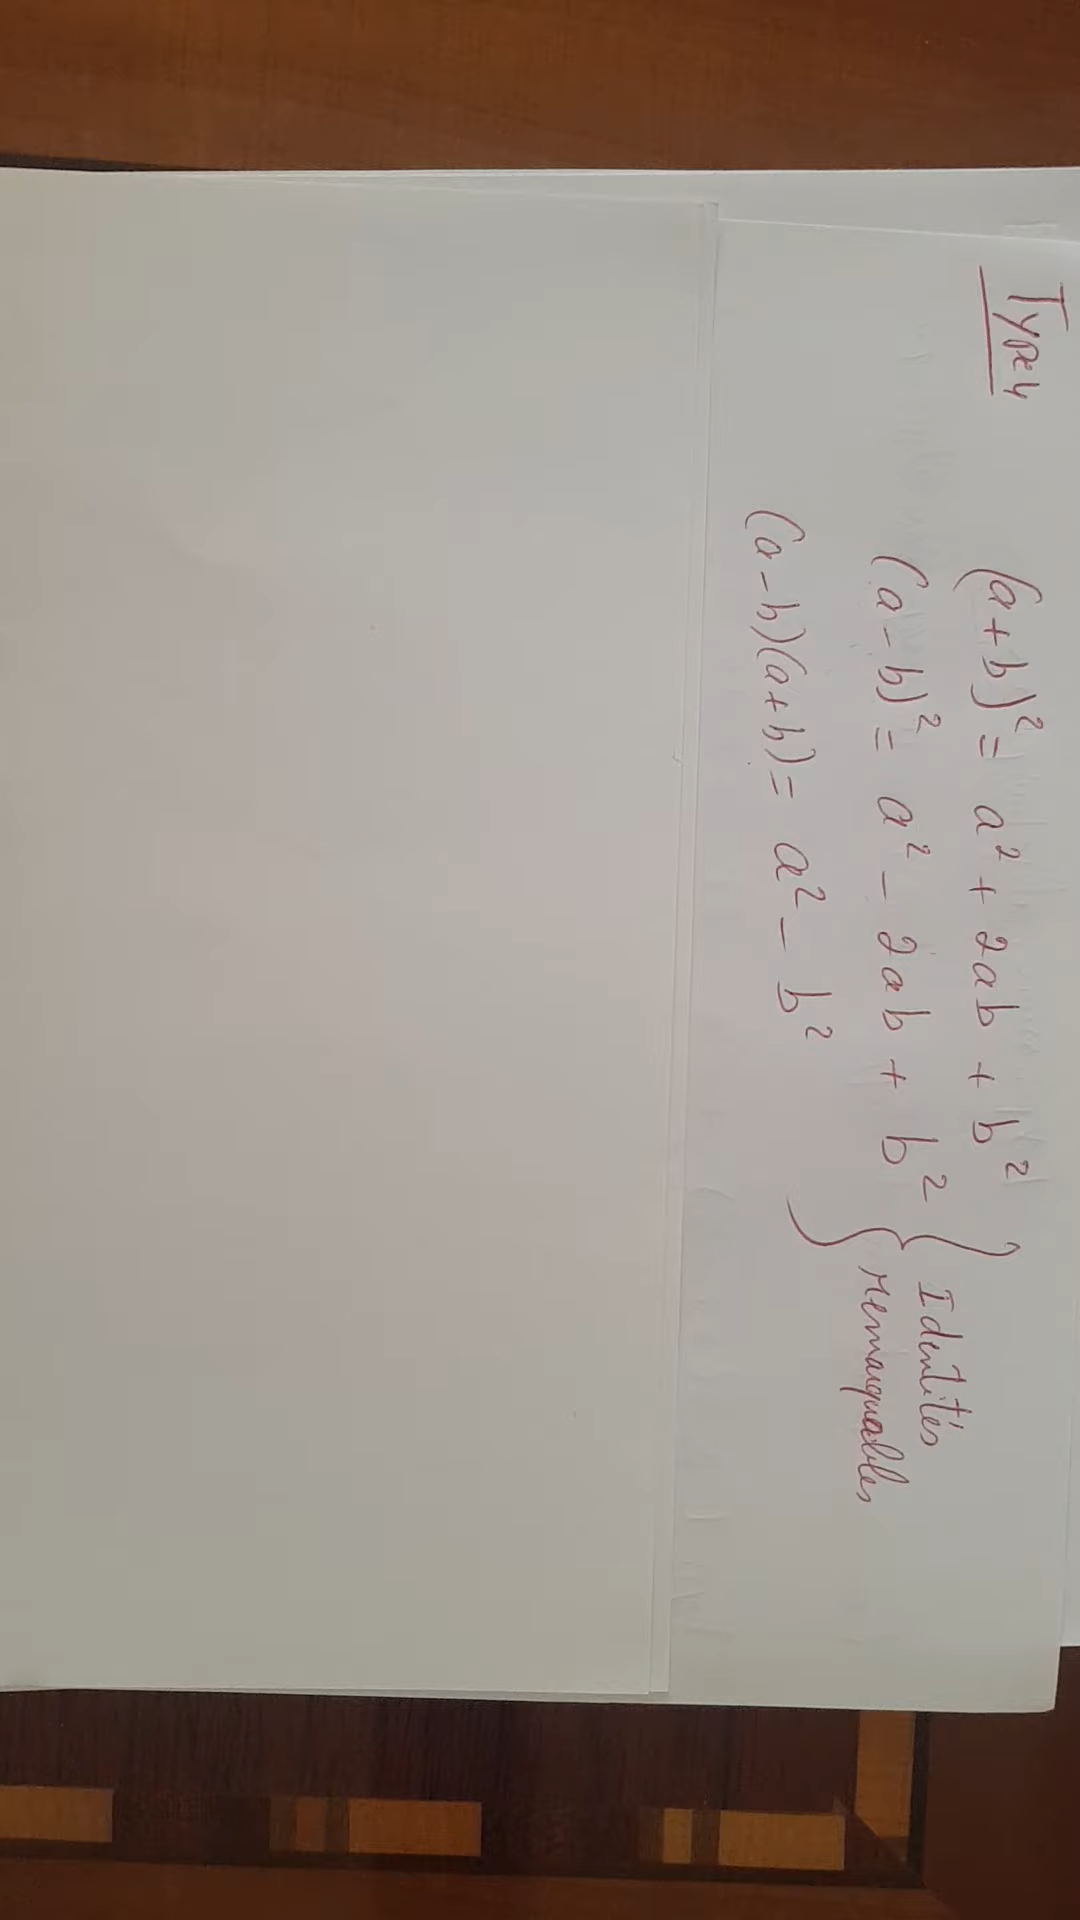 Type 4
(a+b)² = a² + 2ab + b²
(a-b)² = a² - 2ab + b²
(a-b)(a+b) = a² - b²
Identités
remarquables